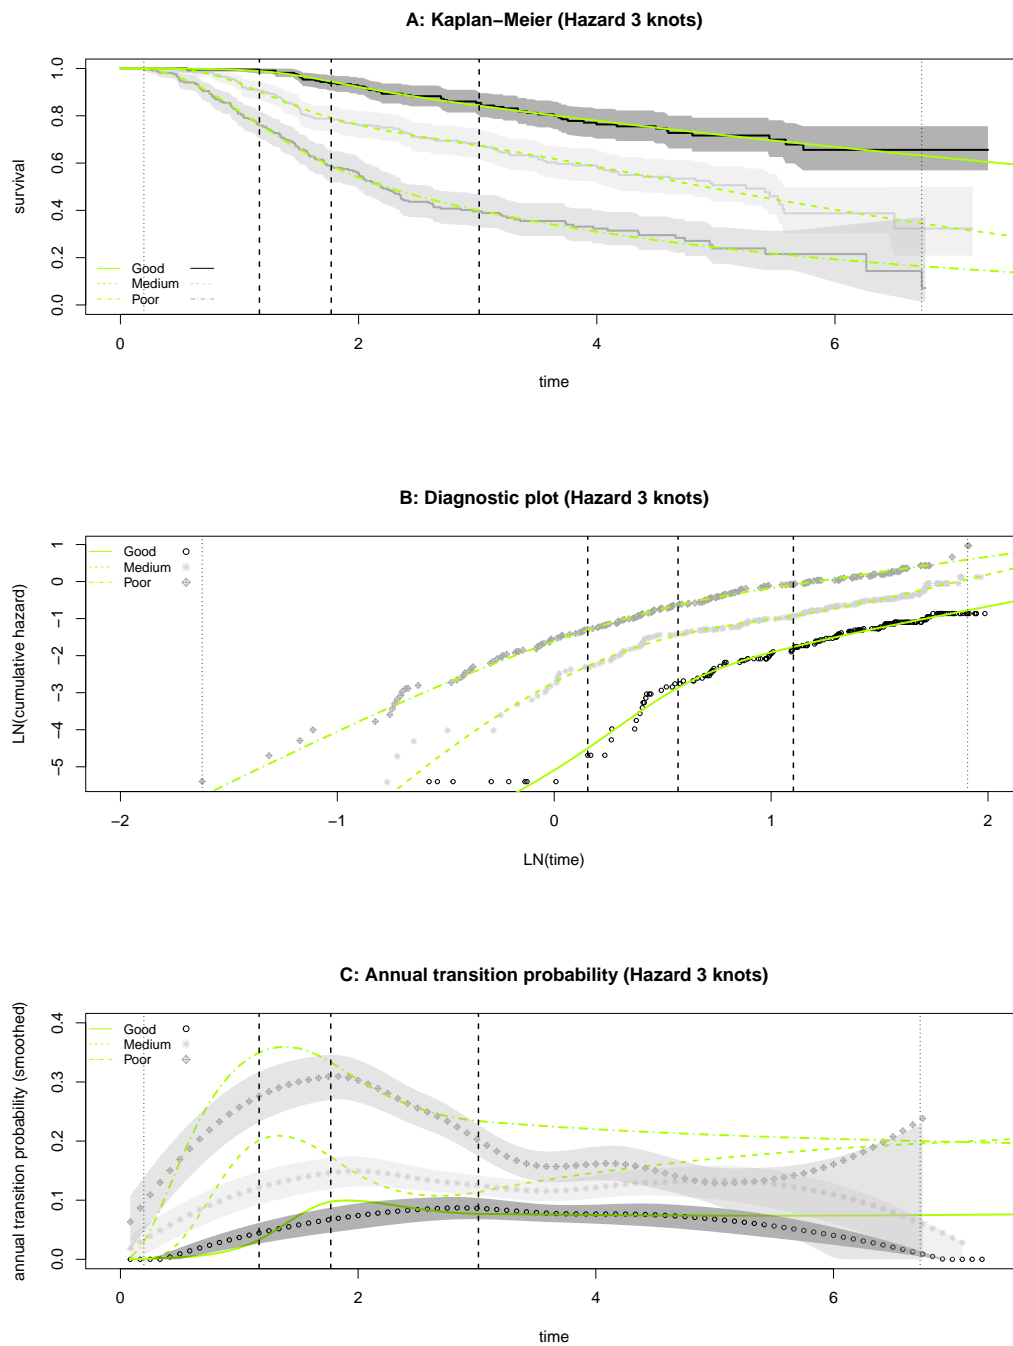 A: Kaplan−Meier (Hazard 3 knots)
survival
1.0
0.8
0.6
0.4
0.2
0.0
Good
Medium
Poor
0 2 4 6
time
B: Diagnostic plot (Hazard 3 knots)
LN(cumulative hazard)
1
0
−1
−2
−3
−4
−5
Good
Medium
Poor
−2 −1 0 1 2
LN(time)
C: Annual transition probability (Hazard 3 knots)
annual transition probability (smoothed)
0.4
0.3
0.2
0.1
0.0
Good
Medium
Poor
0 2 4 6
time